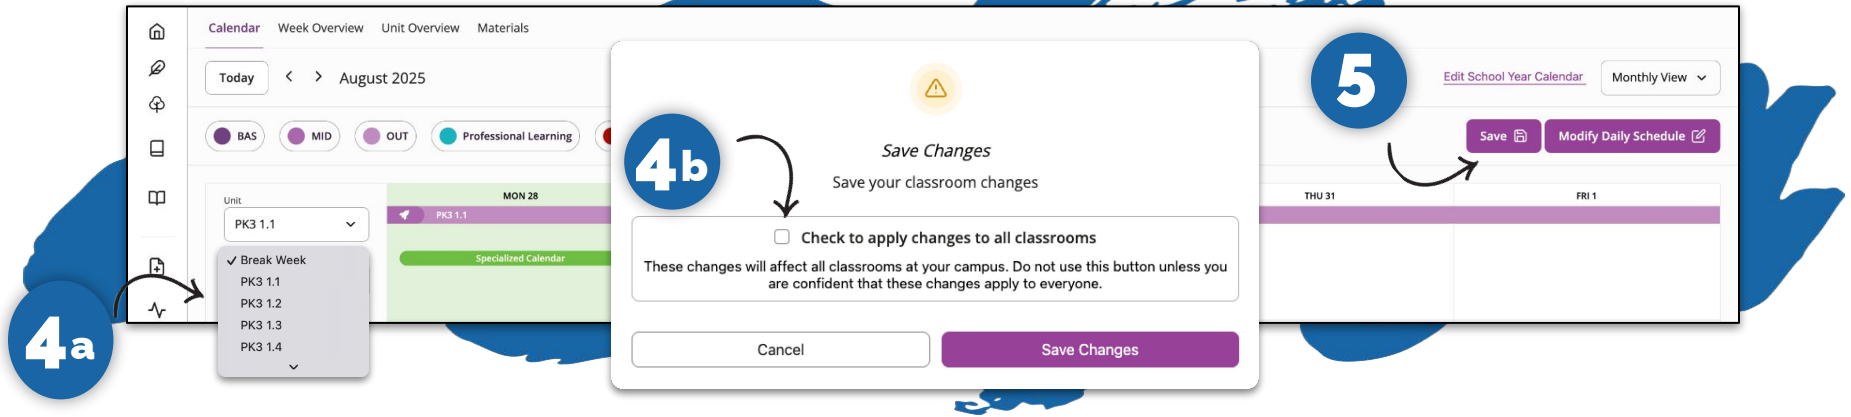 Calendar Week Overview Unit Overview Materials
Today August 2025
Edit School Year Calendar Monthly View
BAS MID OUT Professional Learning
Save Modify Daily Schedule
Unit
PK3 1.1
MON 28
THU 31
FRI 1
PK3 1.1
Specialized Calendar
✓ Break Week
PK3 1.1
PK3 1.2
PK3 1.3
PK3 1.4
4a
4b
Save Changes
Save your classroom changes
Check to apply changes to all classrooms
These changes will affect all classrooms at your campus. Do not use this button unless you
are confident that these changes apply to everyone.
Cancel Save Changes
5